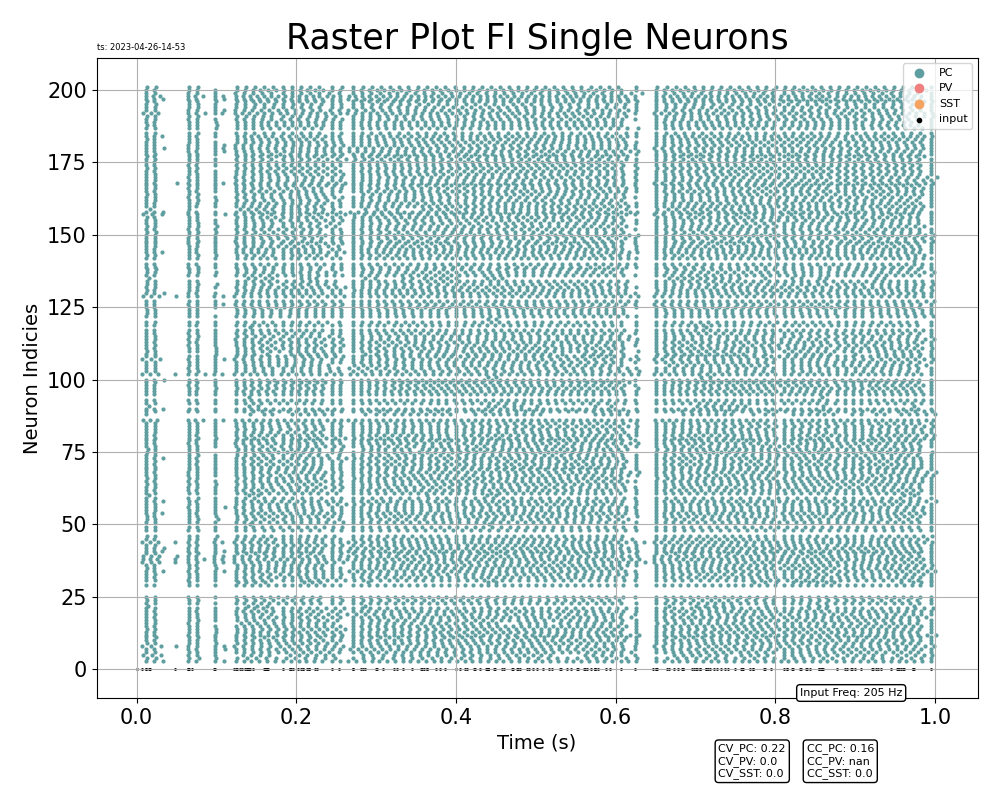 Raster Plot FI Single Neurons
ts: 2023-04-26-14-53
PC
PV
SST
input
200
175
150
125
100
75
50
25
0
Neuron Indicies
0.0 0.2 0.4 0.6 0.8 1.0
Time (s)
Input Freq: 205 Hz
CV_PC: 0.22
CV_PV: 0.0
CV_SST: 0.0
CC_PC: 0.16
CC_PV: nan
CC_SST: 0.0